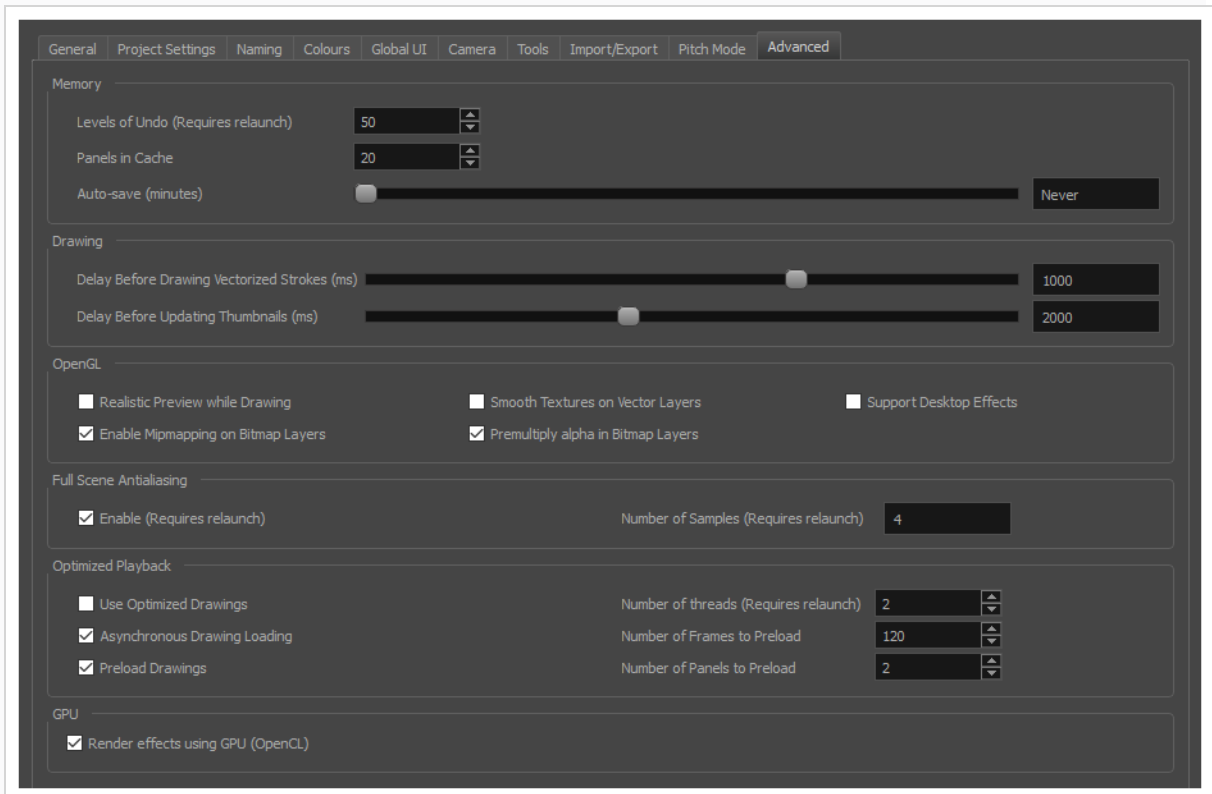 General Project Settings Naming Colours Global UI Camera Tools Import/Export Pitch Mode Advanced
Memory
Levels of Undo (Requires relaunch) 50
Panels in Cache 20
Auto-save (minutes) Never
Drawing
Delay Before Drawing Vectorized Strokes (ms) 1000
Delay Before Updating Thumbnails (ms) 2000
OpenGL
Realistic Preview while Drawing Smooth Textures on Vector Layers Support Desktop Effects
Enable Mipmapping on Bitmap Layers Premultiply alpha in Bitmap Layers
Full Scene Antialiasing
Enable (Requires relaunch) Number of Samples (Requires relaunch) 4
Optimized Playback
Use Optimized Drawings Number of threads (Requires relaunch) 2
Asynchronous Drawing Loading Number of Frames to Preload 120
Preload Drawings Number of Panels to Preload 2
GPU
Render effects using GPU (OpenCL)